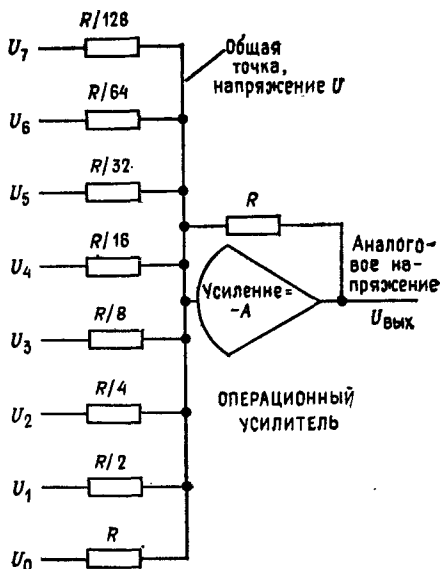 U₇
R/128
Общая
точка,
напряжение U
U₆
R/64
U₅
R/32
R
U₄
R/16
Аналого-
вое на-
пряжение
Усиление=
-A
Uвых
U₃
R/8
U₂
R/4
ОПЕРАЦИОННЫЙ
УСИЛИТЕЛЬ
U₁
R/2
U₀
R